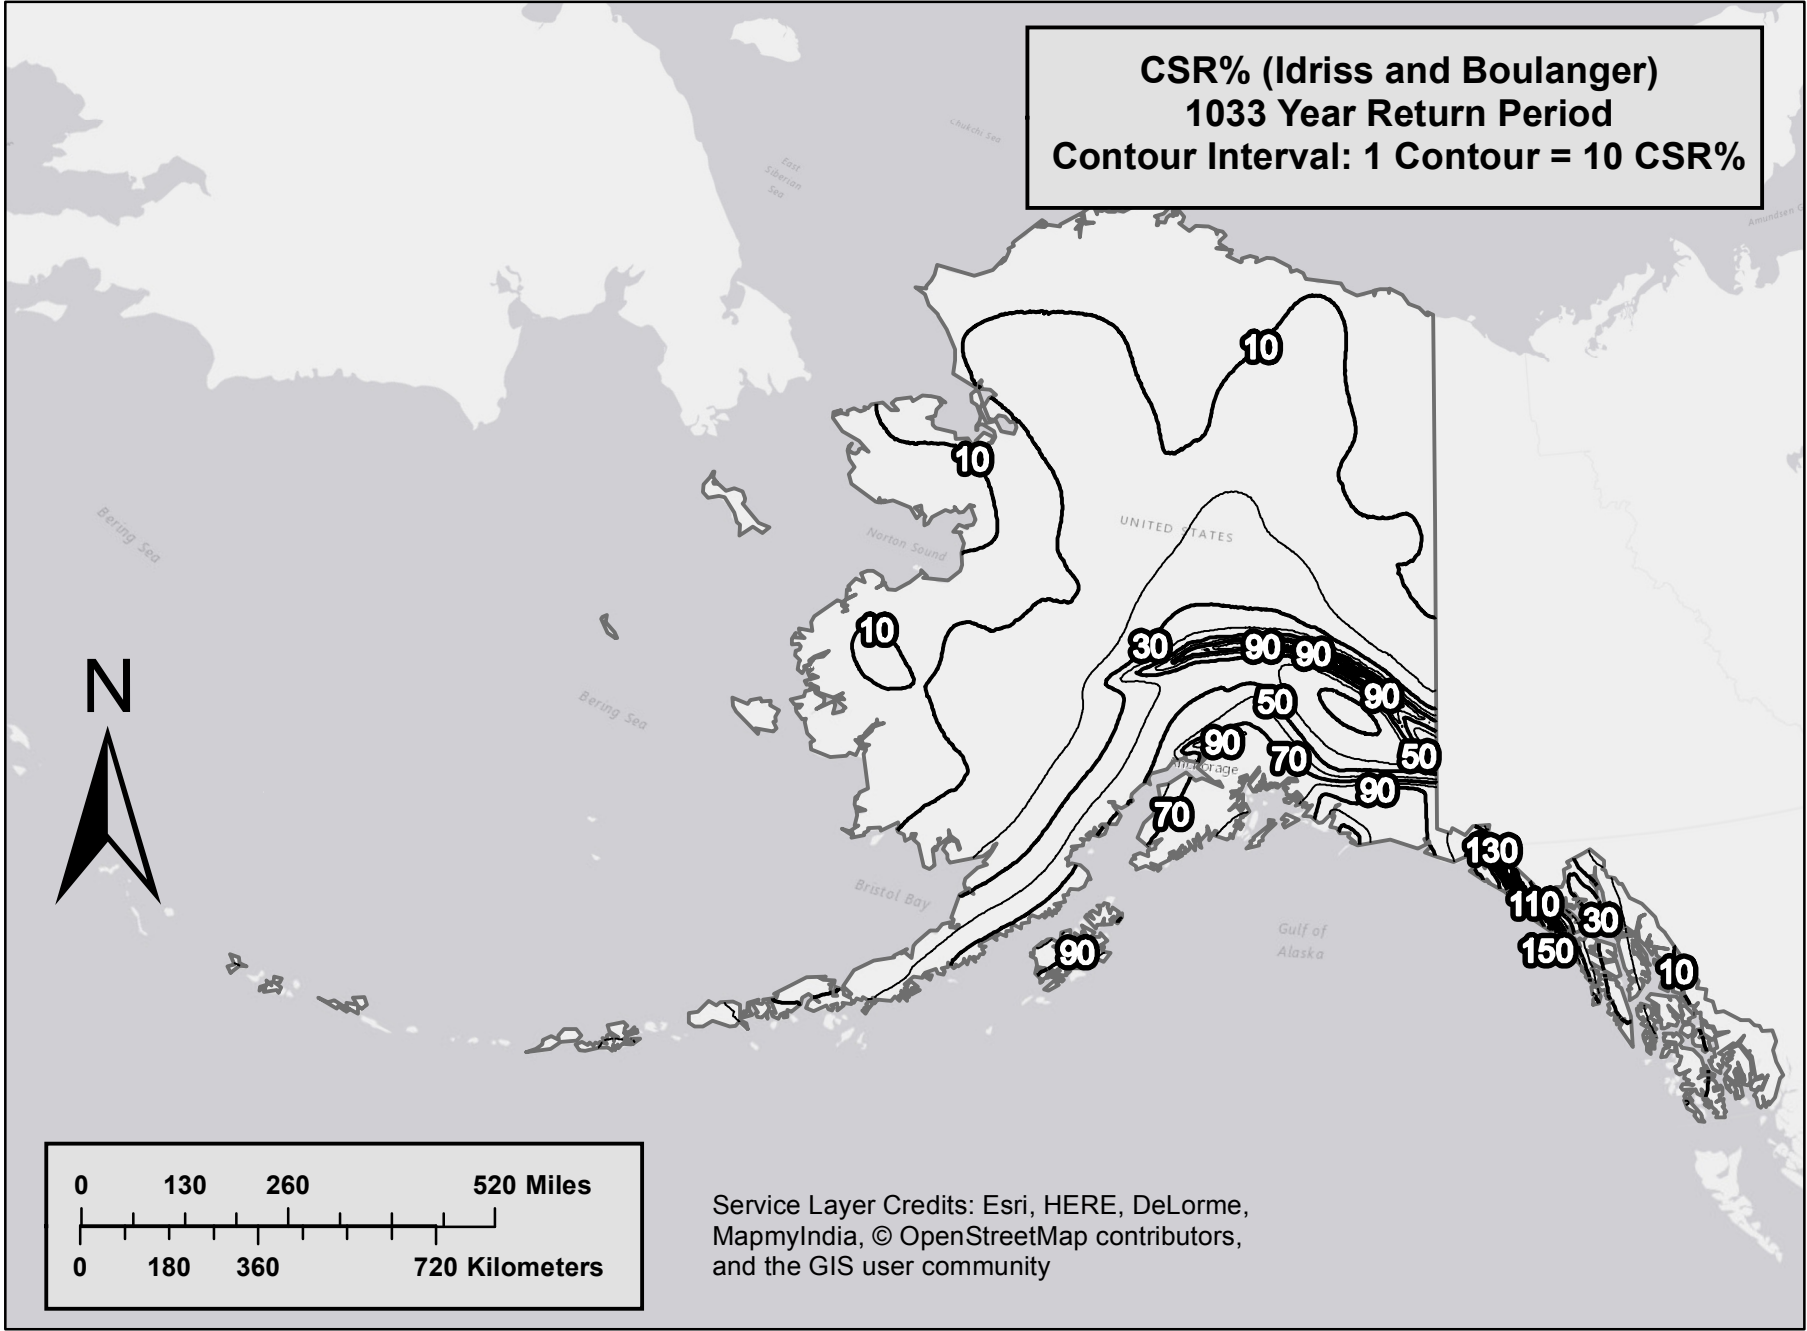 CSR% (Idriss and Boulanger)
1033 Year Return Period
Contour Interval: 1 Contour = 10 CSR%
Chukchi Sea
East
Siberian
Sea
Amundsen G
10
10
UNITED STATES
Bering Sea
Norton Sound
10
30
90
90
N
Bering Sea
90
50
90
70
50
Anchorage
90
70
130
Bristol Bay
110
30
Gulf of
Alaska
150
90
10
0 130 260 520 Miles
0 180 360 720 Kilometers
Service Layer Credits: Esri, HERE, DeLorme,
MapmyIndia, © OpenStreetMap contributors,
and the GIS user community